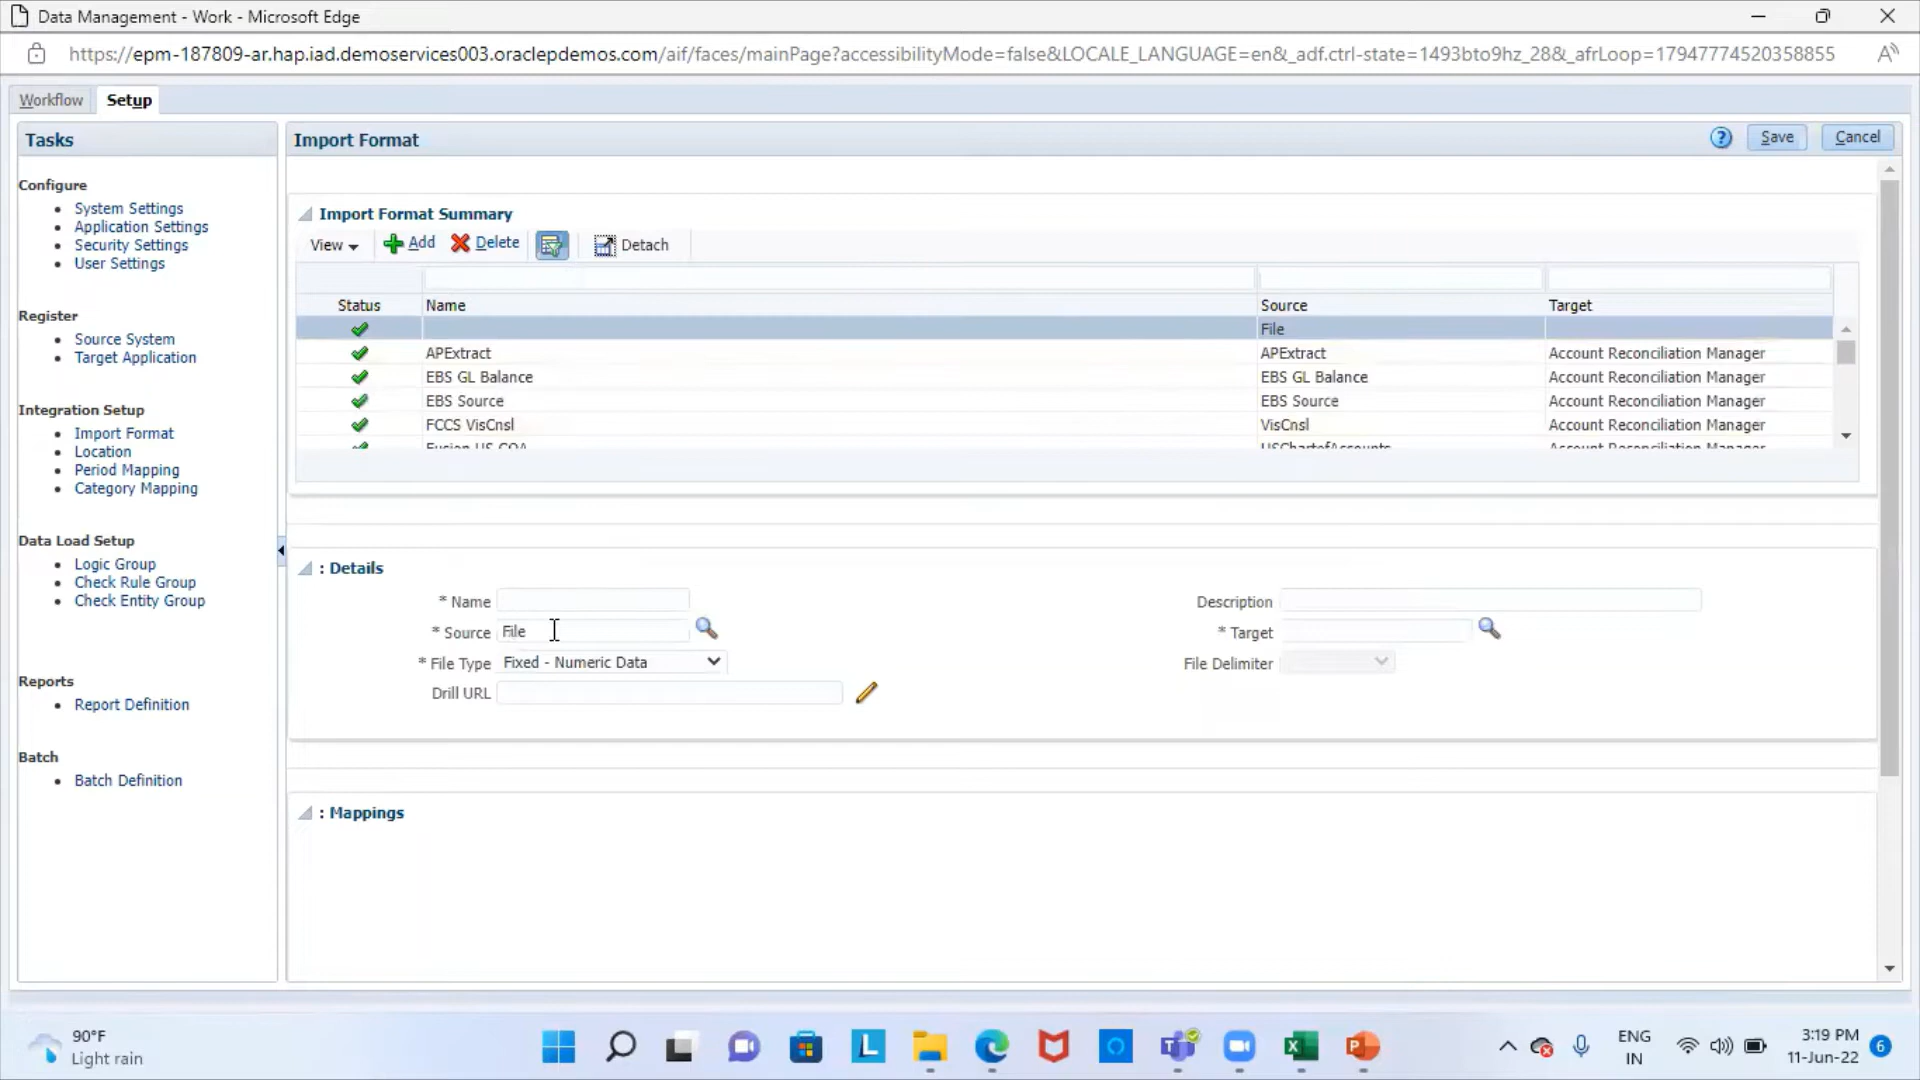 Data Management - Work - Microsoft Edge
https://epm-187809-ar.hap.iad.demoservices003.oraclepdemos.com/aif/faces/mainPage?accessibilityMode=false&LOCALE_LANGUAGE=en&_adf.ctrl-state=1493bto9hz_28&_afrLoop=17947774520358855
Workflow Setup
Tasks
Configure
System Settings
Application Settings
Security Settings
User Settings
Register
Source System
Target Application
Integration Setup
Import Format
Location
Period Mapping
Category Mapping
Data Load Setup
Logic Group
Check Rule Group
Check Entity Group
Reports
Report Definition
Batch
Batch Definition
Import Format
Save Cancel
Import Format Summary
View Add Delete Detach
Status Name Source Target
File
APExtract APExtract Account Reconciliation Manager
EBS GL Balance EBS GL Balance Account Reconciliation Manager
EBS Source EBS Source Account Reconciliation Manager
FCCS VisCnsl VisCnsl Account Reconciliation Manager
Fusion US COA USChartofAccounts Account Reconciliation Manager
: Details
* Name Description
* Source File * Target
* File Type Fixed - Numeric Data File Delimiter
Drill URL
: Mappings
90°F
Light rain
ENG
IN
3:19 PM
11-Jun-22
6